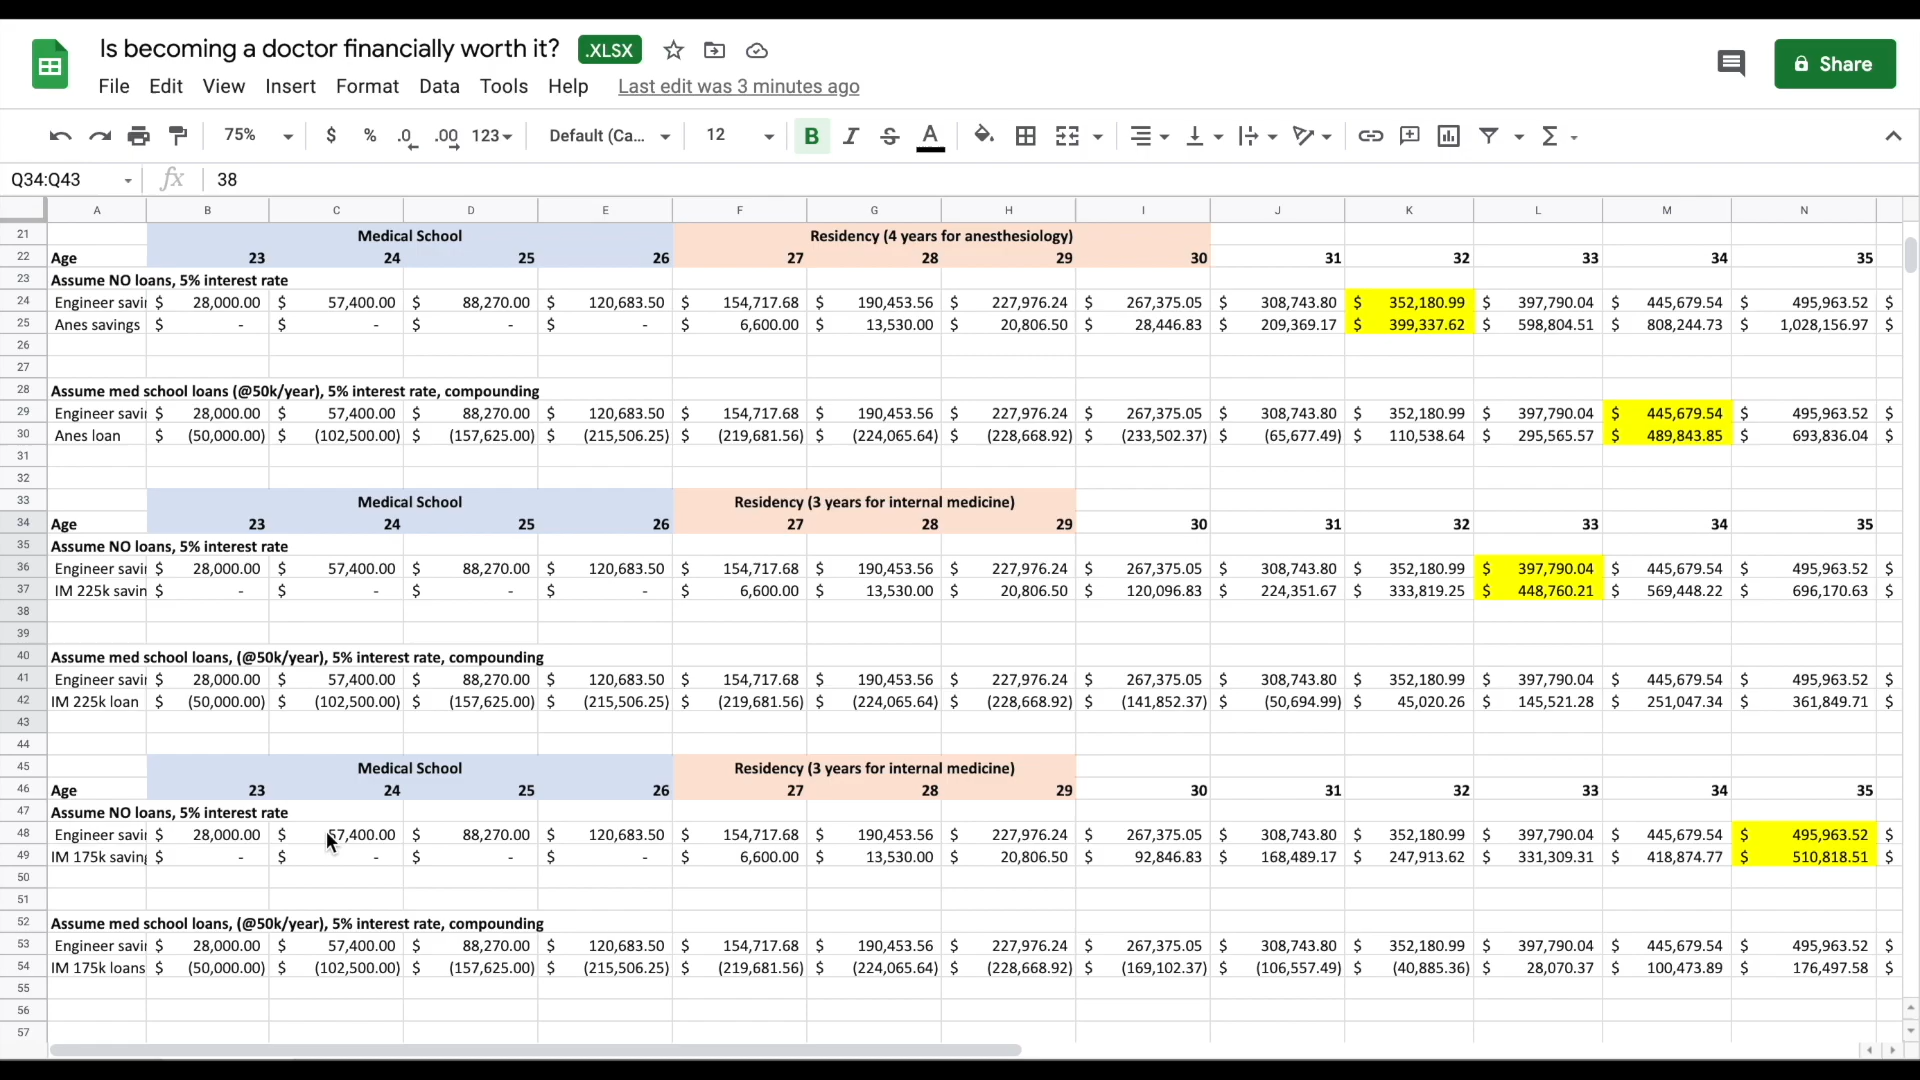 Is becoming a doctor financially worth it? .XLSX
Share
File Edit View Insert Format Data Tools Help Last edit was 3 minutes ago
75% $ % .0 .00 123 Default (Ca... 12 B I S A Σ
Q34:Q43 fx 38
A B C D E F G H I J K L M N
21 Medical School Residency (4 years for anesthesiology)
22 Age 23 24 25 26 27 28 29 30 31 32 33 34 35
23 Assume NO loans, 5% interest rate
24 Engineer savin $ 28,000.00 $ 57,400.00 $ 88,270.00 $ 120,683.50 $ 154,717.68 $ 190,453.56 $ 227,976.24 $ 267,375.05 $ 308,743.80 $ 352,180.99 $ 397,790.04 $ 445,679.54 $ 495,963.52 $
25 Anes savings $ - $ - $ - $ - $ 6,600.00 $ 13,530.00 $ 20,806.50 $ 28,446.83 $ 209,369.17 $ 399,337.62 $ 598,804.51 $ 808,244.73 $ 1,028,156.97 $
26
27
28 Assume med school loans (@50k/year), 5% interest rate, compounding
29 Engineer savin $ 28,000.00 $ 57,400.00 $ 88,270.00 $ 120,683.50 $ 154,717.68 $ 190,453.56 $ 227,976.24 $ 267,375.05 $ 308,743.80 $ 352,180.99 $ 397,790.04 $ 445,679.54 $ 495,963.52 $
30 Anes loan $ (50,000.00) $ (102,500.00) $ (157,625.00) $ (215,506.25) $ (219,681.56) $ (224,065.64) $ (228,668.92) $ (233,502.37) $ (65,677.49) $ 110,538.64 $ 295,565.57 $ 489,843.85 $ 693,836.04 $
31
32
33 Medical School Residency (3 years for internal medicine)
34 Age 23 24 25 26 27 28 29 30 31 32 33 34 35
35 Assume NO loans, 5% interest rate
36 Engineer savin $ 28,000.00 $ 57,400.00 $ 88,270.00 $ 120,683.50 $ 154,717.68 $ 190,453.56 $ 227,976.24 $ 267,375.05 $ 308,743.80 $ 352,180.99 $ 397,790.04 $ 445,679.54 $ 495,963.52 $
37 IM 225k savin $ - $ - $ - $ - $ 6,600.00 $ 13,530.00 $ 20,806.50 $ 120,096.83 $ 224,351.67 $ 333,819.25 $ 448,760.21 $ 569,448.22 $ 696,170.63 $
38
39
40 Assume med school loans, (@50k/year), 5% interest rate, compounding
41 Engineer savin $ 28,000.00 $ 57,400.00 $ 88,270.00 $ 120,683.50 $ 154,717.68 $ 190,453.56 $ 227,976.24 $ 267,375.05 $ 308,743.80 $ 352,180.99 $ 397,790.04 $ 445,679.54 $ 495,963.52 $
42 IM 225k loan $ (50,000.00) $ (102,500.00) $ (157,625.00) $ (215,506.25) $ (219,681.56) $ (224,065.64) $ (228,668.92) $ (141,852.37) $ (50,694.99) $ 45,020.26 $ 145,521.28 $ 251,047.34 $ 361,849.71 $
43
44
45 Medical School Residency (3 years for internal medicine)
46 Age 23 24 25 26 27 28 29 30 31 32 33 34 35
47 Assume NO loans, 5% interest rate
48 Engineer savin $ 28,000.00 $ 57,400.00 $ 88,270.00 $ 120,683.50 $ 154,717.68 $ 190,453.56 $ 227,976.24 $ 267,375.05 $ 308,743.80 $ 352,180.99 $ 397,790.04 $ 445,679.54 $ 495,963.52 $
49 IM 175k saving $ - $ - $ - $ - $ 6,600.00 $ 13,530.00 $ 20,806.50 $ 92,846.83 $ 168,489.17 $ 247,913.62 $ 331,309.31 $ 418,874.77 $ 510,818.51 $
50
51
52 Assume med school loans, (@50k/year), 5% interest rate, compounding
53 Engineer savin $ 28,000.00 $ 57,400.00 $ 88,270.00 $ 120,683.50 $ 154,717.68 $ 190,453.56 $ 227,976.24 $ 267,375.05 $ 308,743.80 $ 352,180.99 $ 397,790.04 $ 445,679.54 $ 495,963.52 $
54 IM 175k loans $ (50,000.00) $ (102,500.00) $ (157,625.00) $ (215,506.25) $ (219,681.56) $ (224,065.64) $ (228,668.92) $ (169,102.37) $ (106,557.49) $ (40,885.36) $ 28,070.37 $ 100,473.89 $ 176,497.58 $
55
56
57